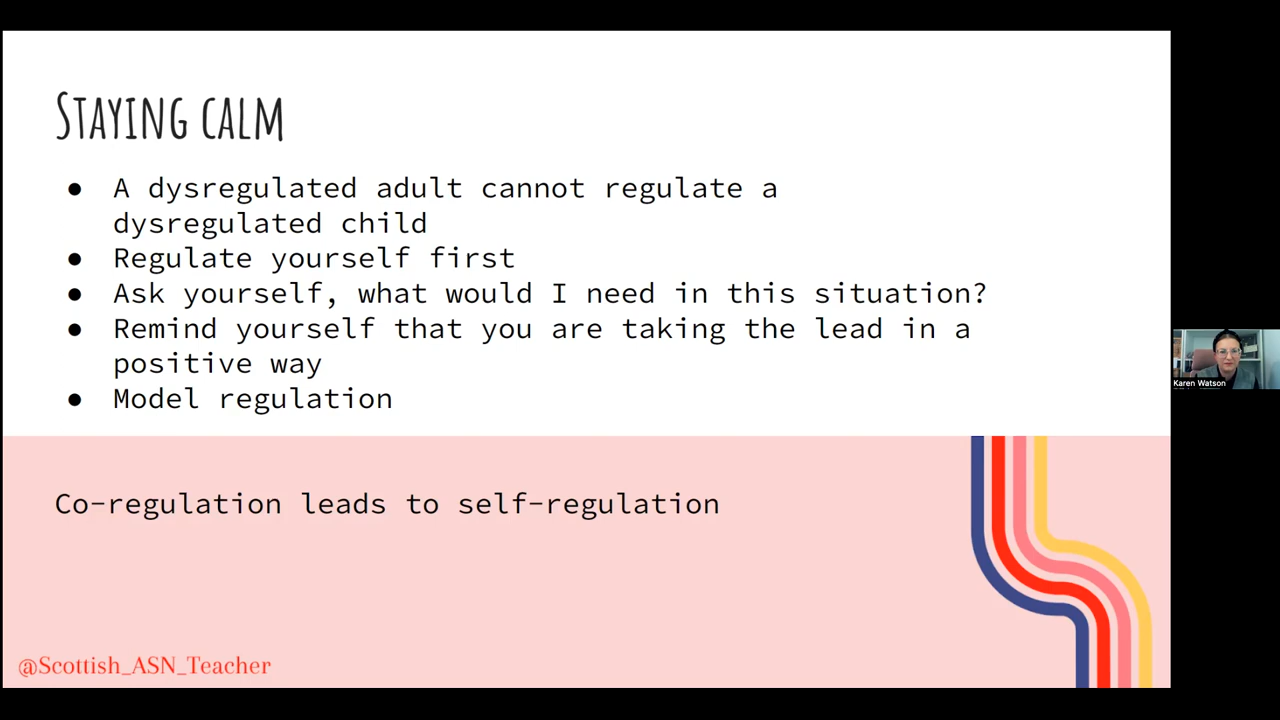 Staying calm
● A dysregulated adult cannot regulate a
dysregulated child
● Regulate yourself first
● Ask yourself, what would I need in this situation?
● Remind yourself that you are taking the lead in a
positive way
● Model regulation
Co-regulation leads to self-regulation
@Scottish_ASN_Teacher
Karen Watson